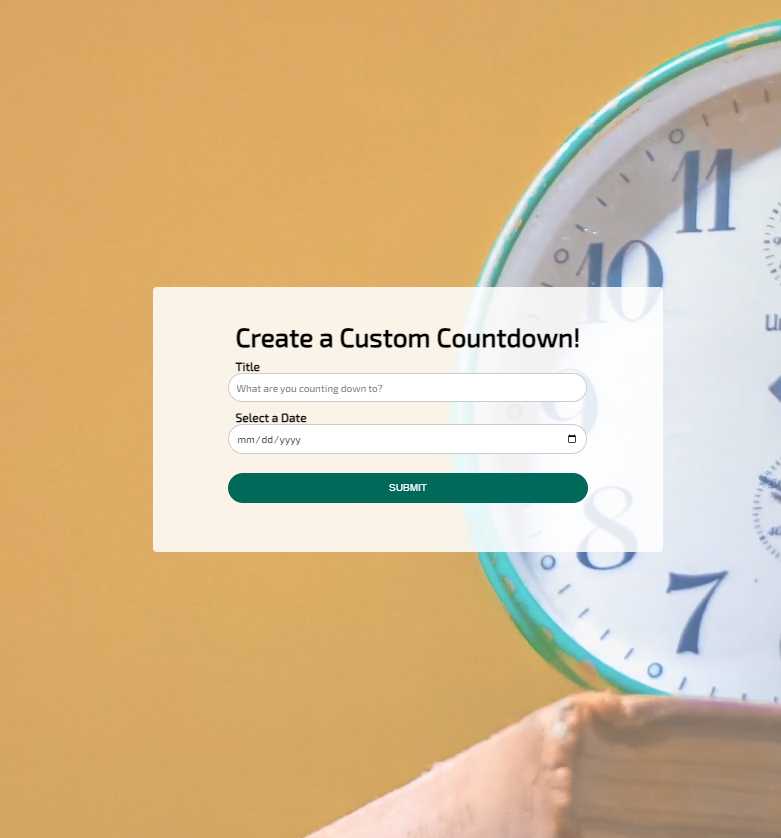 11
10
Create a Custom Countdown!
Title
What are you counting down to?
9
Select a Date
mm/dd/yyyy
SUBMIT
8
7